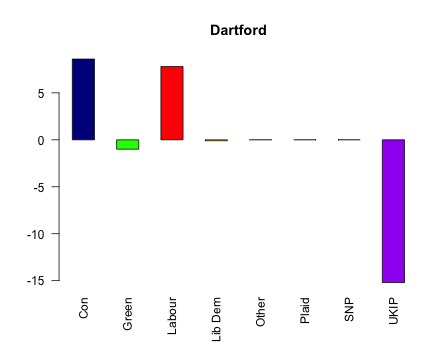 Dartford
5
0
-5
-10
-15
Con
Green
Labour
Lib Dem
Other
Plaid
SNP
UKIP